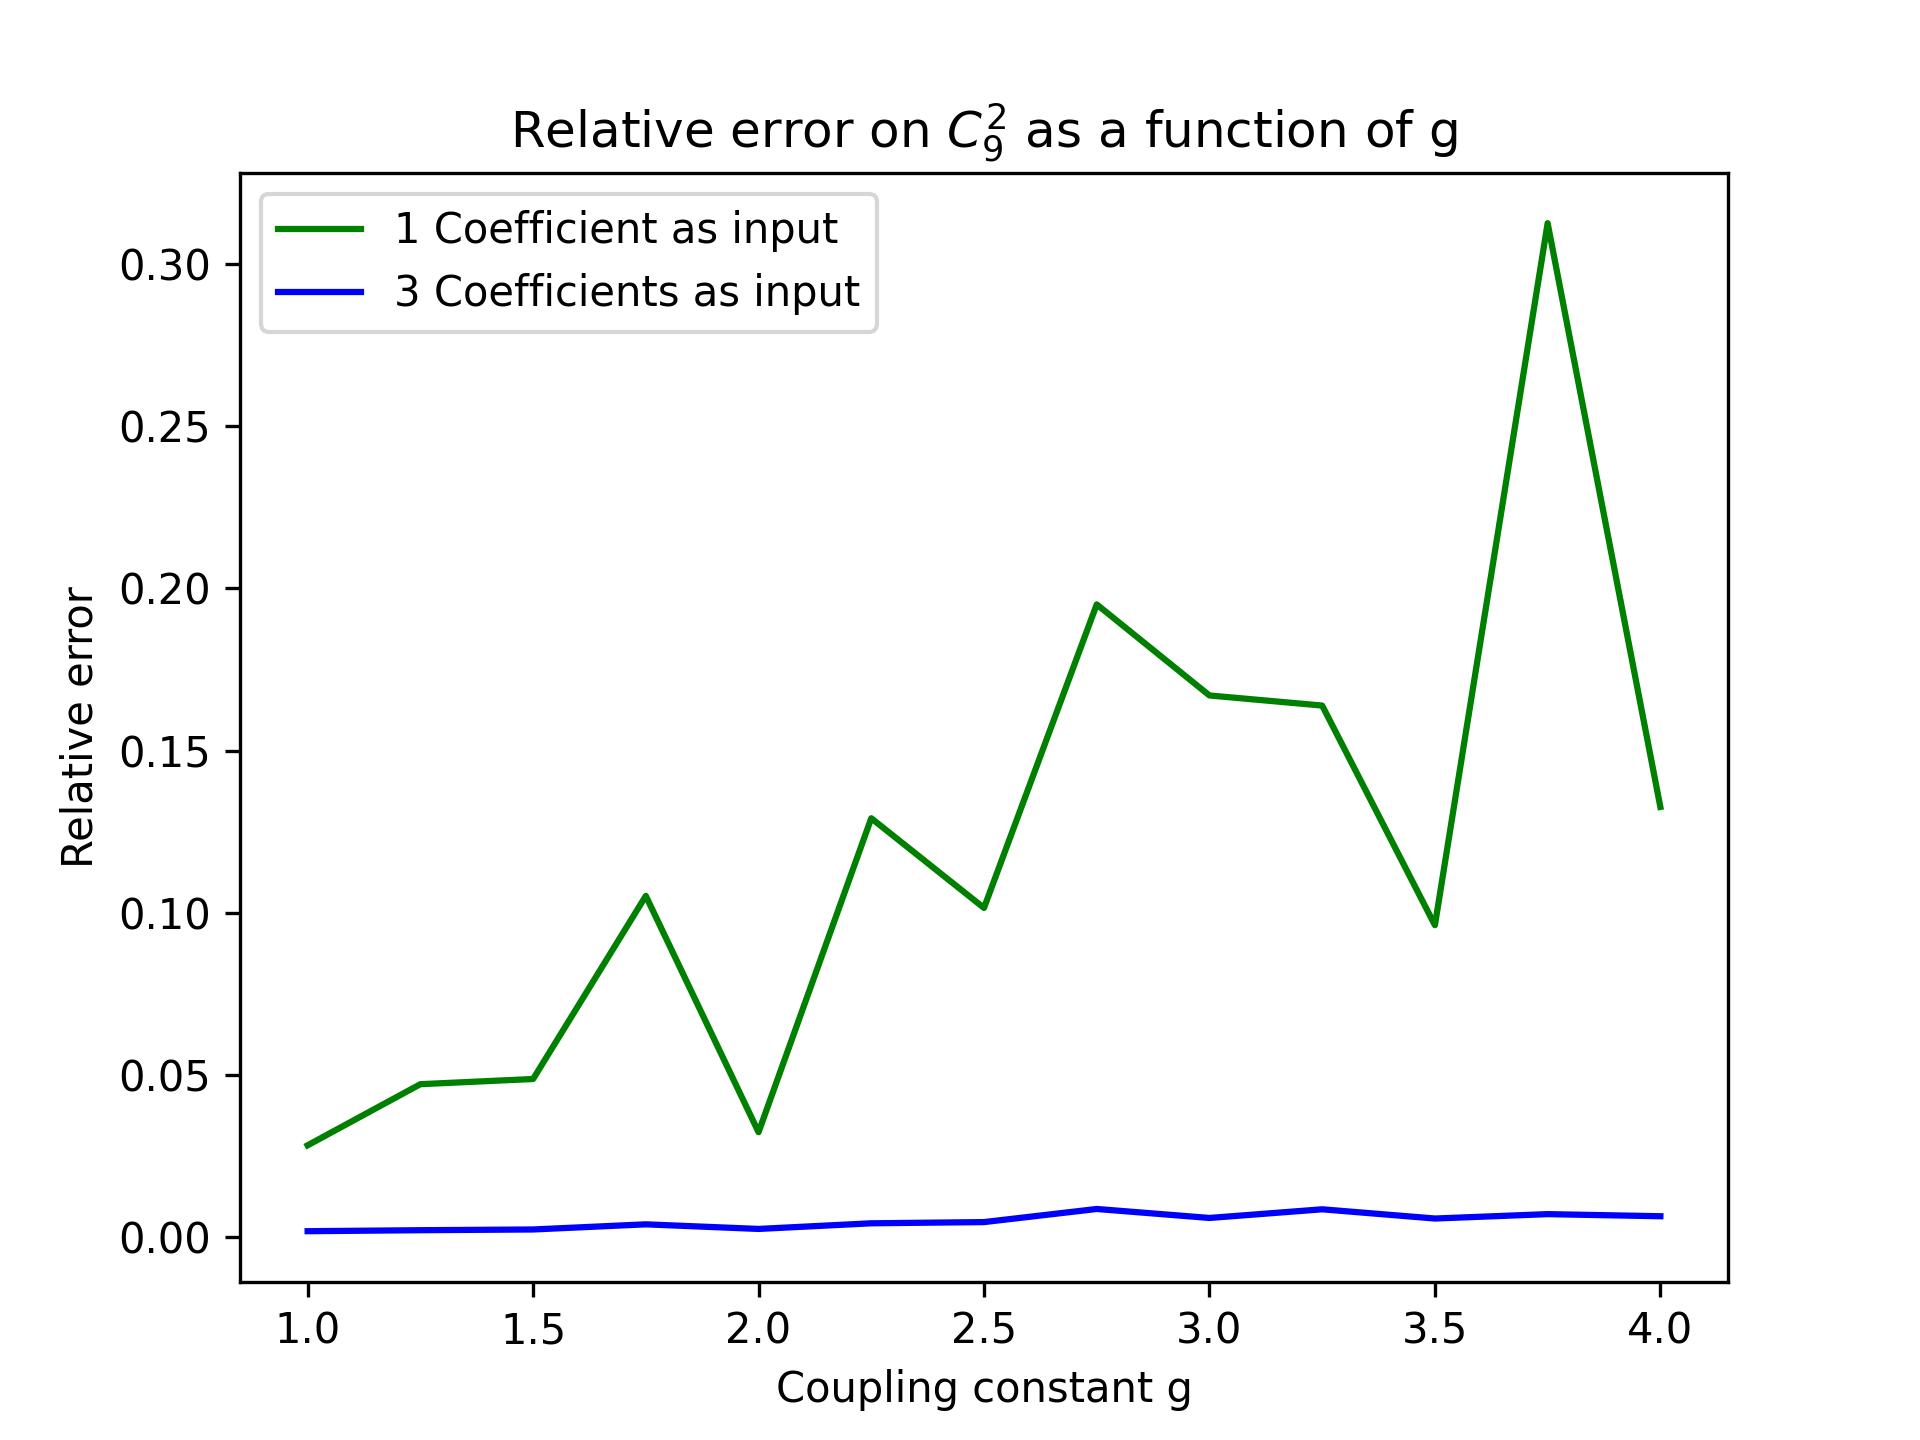 Relative error on $C_9^2$ as a function of g
1 Coefficient as input
3 Coefficients as input
Relative error
0.30
0.25
0.20
0.15
0.10
0.05
0.00
1.0 1.5 2.0 2.5 3.0 3.5 4.0
Coupling constant g